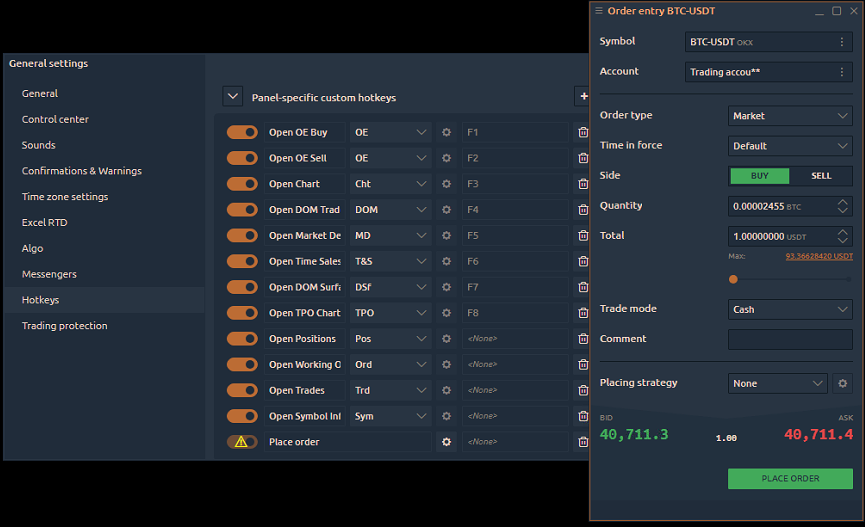 General settings
General
Control center
Sounds
Confirmations & Warnings
Time zone settings
Excel RTD
Algo
Messengers
Hotkeys
Trading protection
Panel-specific custom hotkeys
+
Open OE Buy OE F1
Open OE Sell OE F2
Open Chart Cht F3
Open DOM Trad DOM F4
Open Market De MD F5
Open Time Sales T&S F6
Open DOM Surfa DSf F7
Open TPO Chart TPO F8
Open Positions Pos <None>
Open Working O Ord <None>
Open Trades Trd <None>
Open Symbol Inf Sym <None>
Place order <None>
Order entry BTC-USDT
Symbol BTC-USDT OKX
Account Trading accou**
Order type Market
Time in force Default
Side BUY SELL
Quantity 0.00002455 BTC
Total 1.00000000 USDT
Max: 93.36628420 USDT
Trade mode Cash
Comment
Placing strategy None
BID ASK
40,711.3 1.00 40,711.4
PLACE ORDER